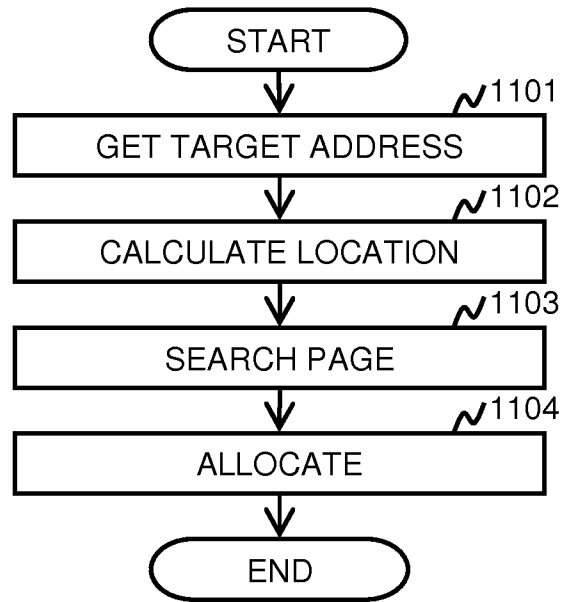 START
1101
GET TARGET ADDRESS
1102
CALCULATE LOCATION
1103
SEARCH PAGE
1104
ALLOCATE
END